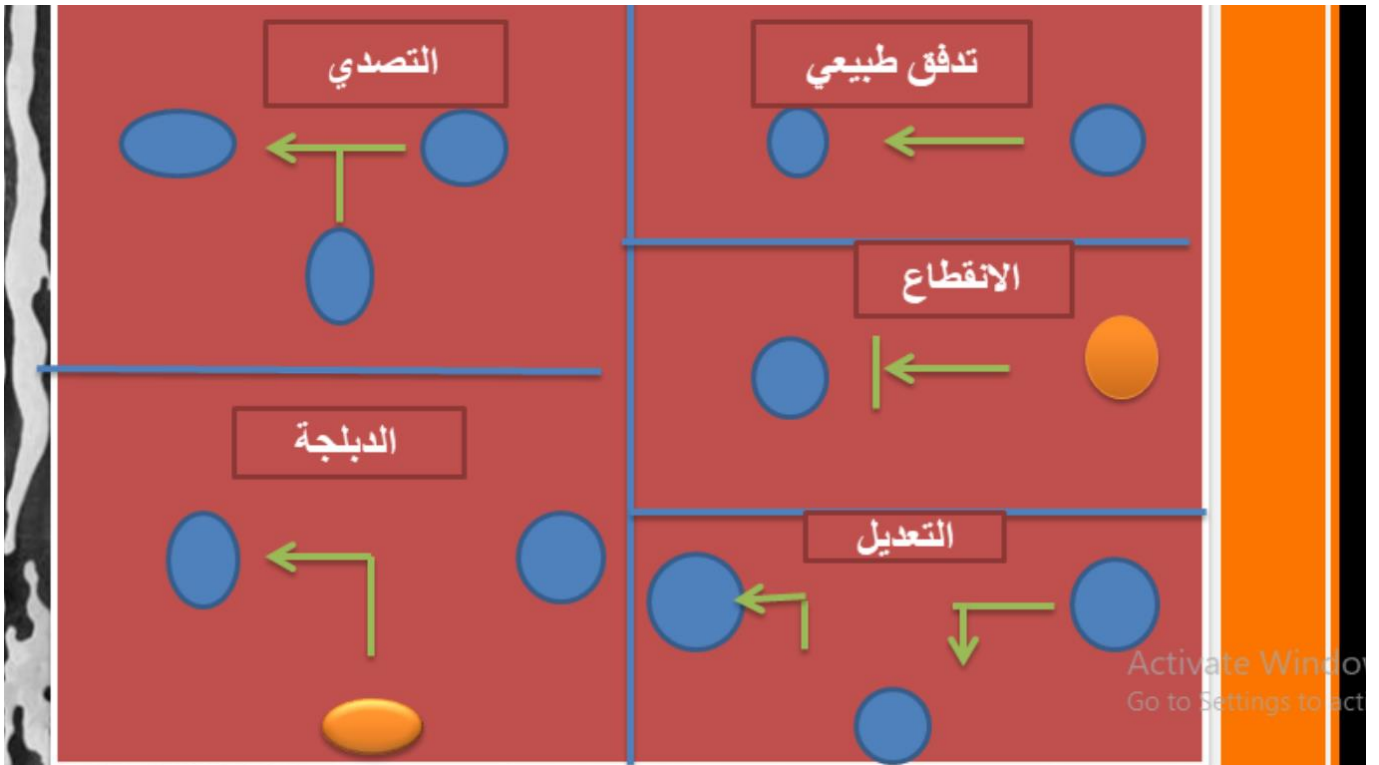 تدفق طبيعي
التصدي
الانقطاع
الدبلجة
التعديل
Activate Windo
Go to Settings to act